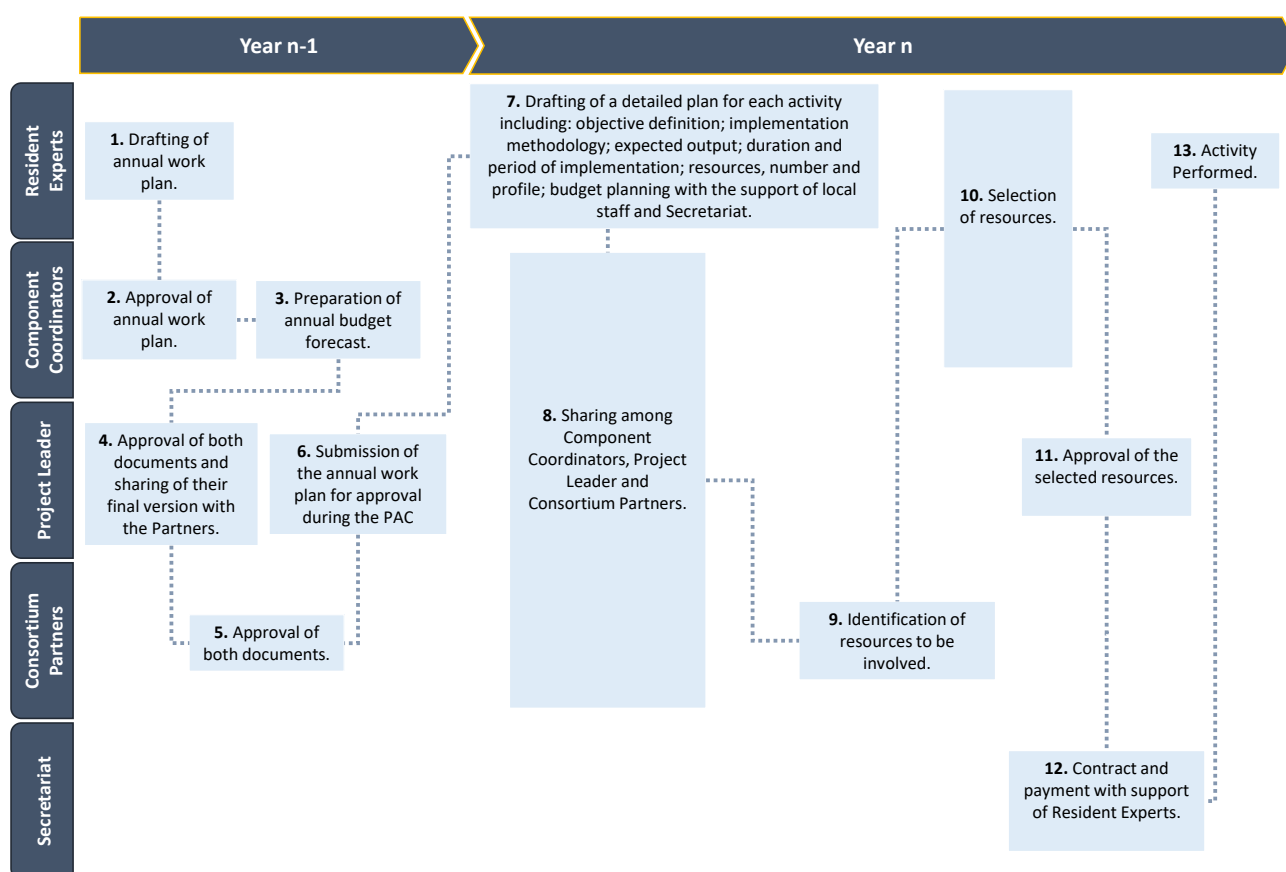 Year n-1
Year n
Resident
Experts
1. Drafting of
annual work
plan.
7. Drafting of a detailed plan for each activity
including: objective definition; implementation
methodology; expected output; duration and
period of implementation; resources, number and
profile; budget planning with the support of local
staff and Secretariat.
10. Selection
of resources.
13. Activity
Performed.
Component
Coordinators
2. Approval of
annual work
plan.
3. Preparation of
annual budget
forecast.
Project Leader
4. Approval of both
documents and
sharing of their
final version with
the Partners.
6. Submission of
the annual work
plan for approval
during the PAC
8. Sharing among
Component
Coordinators, Project
Leader and
Consortium Partners.
11. Approval of the
selected resources.
Consortium
Partners
5. Approval of
both documents.
9. Identification of
resources to be
involved.
Secretariat
12. Contract and
payment with support
of Resident Experts.